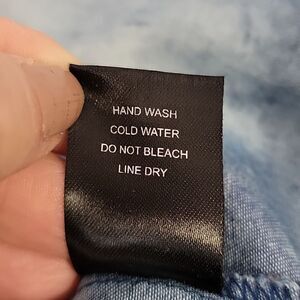 HAND WASH
COLD WATER
DO NOT BLEACH
LINE DRY